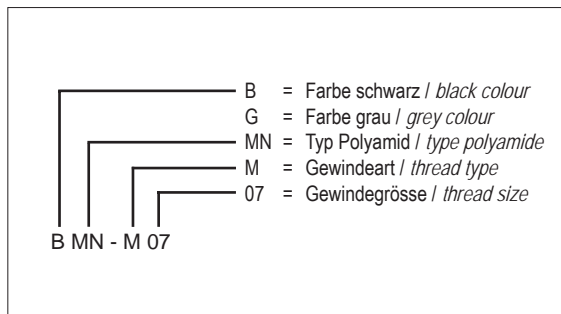 B = Farbe schwarz / black colour
G = Farbe grau / grey colour
MN = Typ Polyamid / type polyamide
M = Gewindeart / thread type
07 = Gewindegrösse / thread size
B MN - M 07